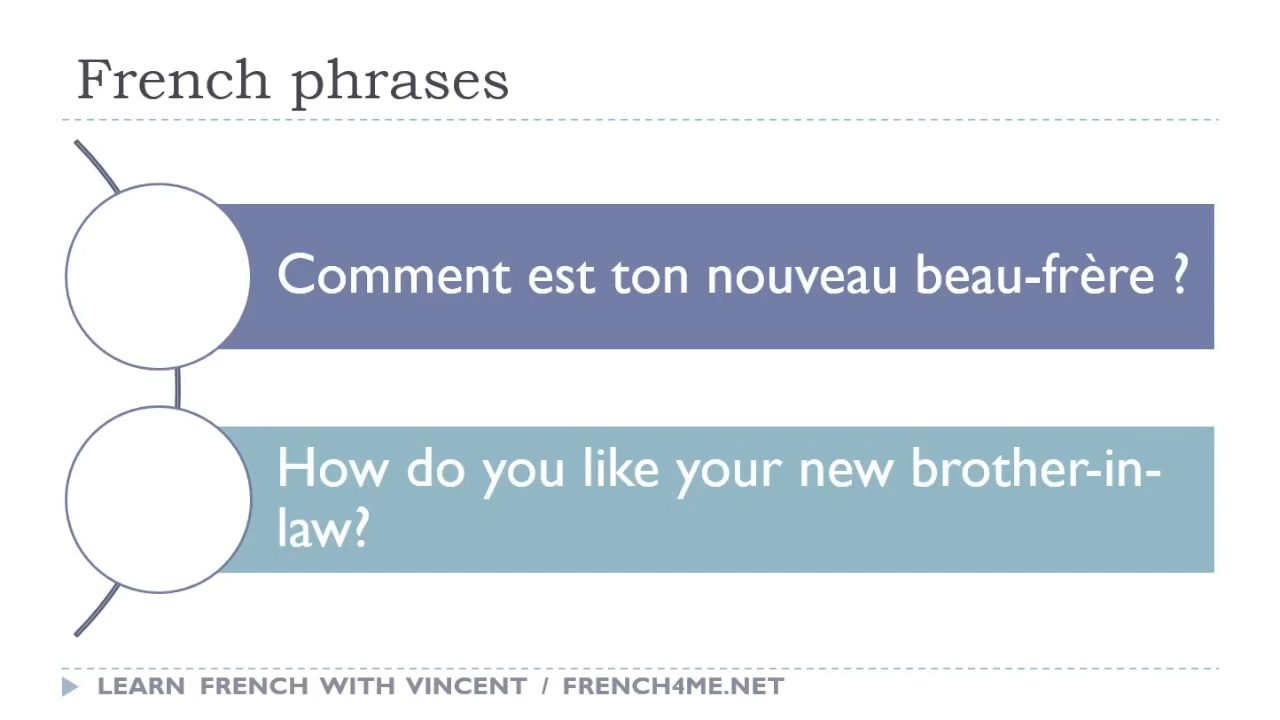 French phrases
Comment est ton nouveau beau-frère ?
How do you like your new brother-in-
law?
LEARN FRENCH WITH VINCENT / FRENCH4ME.NET